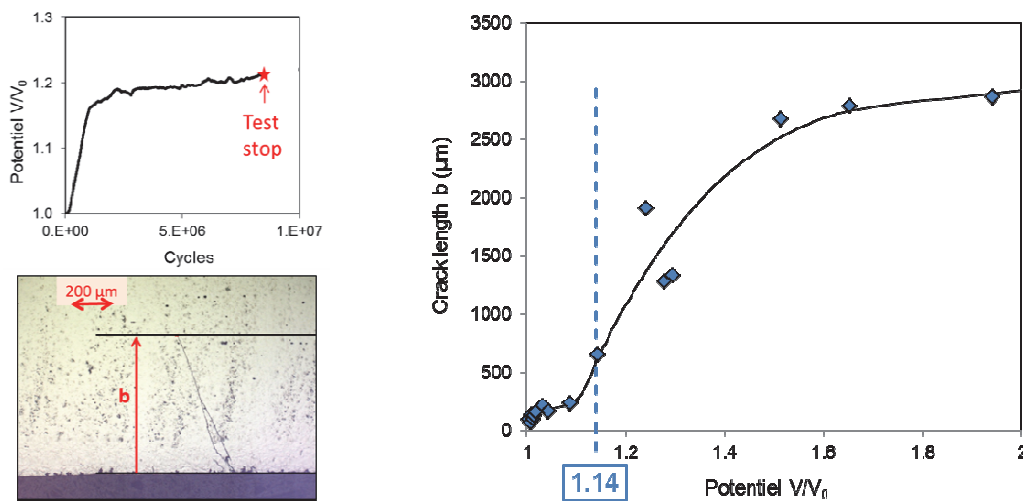 1.3
1.2
1.1
1.0
Potentiel V/V0
0.E+00
5.E+06
1.E+07
Cycles
Test
stop
200 µm
b
3500
3000
2500
2000
1500
1000
500
0
Crack length b (µm)
1
1.2
1.4
1.6
1.8
2
1.14
Potentiel V/V0